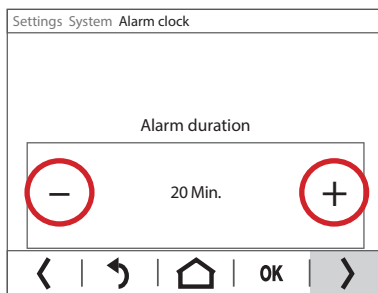 Settings System Alarm clock
Alarm duration
− 20 Min. +
OK